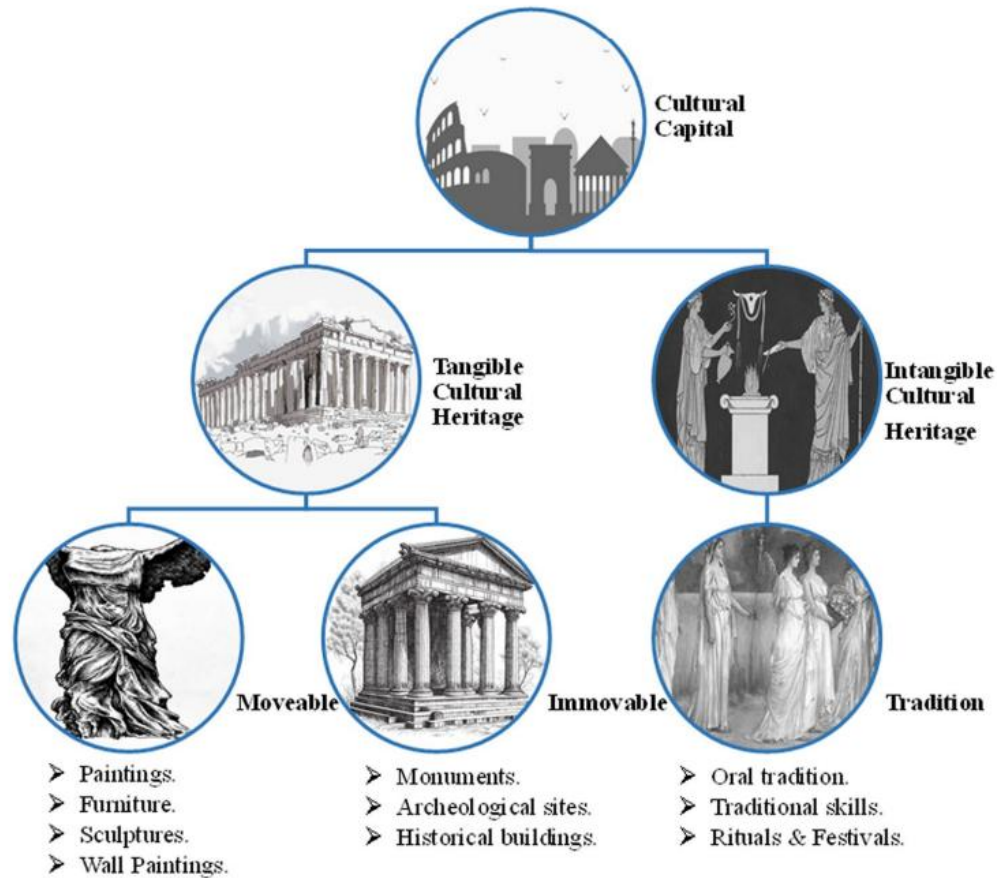 Cultural
Capital
Tangible
Cultural
Heritage
Intangible
Cultural
Heritage
Moveable
Immovable
Tradition
➢ Paintings.
➢ Furniture.
➢ Sculptures.
➢ Wall Paintings.
➢ Monuments.
➢ Archeological sites.
➢ Historical buildings.
➢ Oral tradition.
➢ Traditional skills.
➢ Rituals & Festivals.